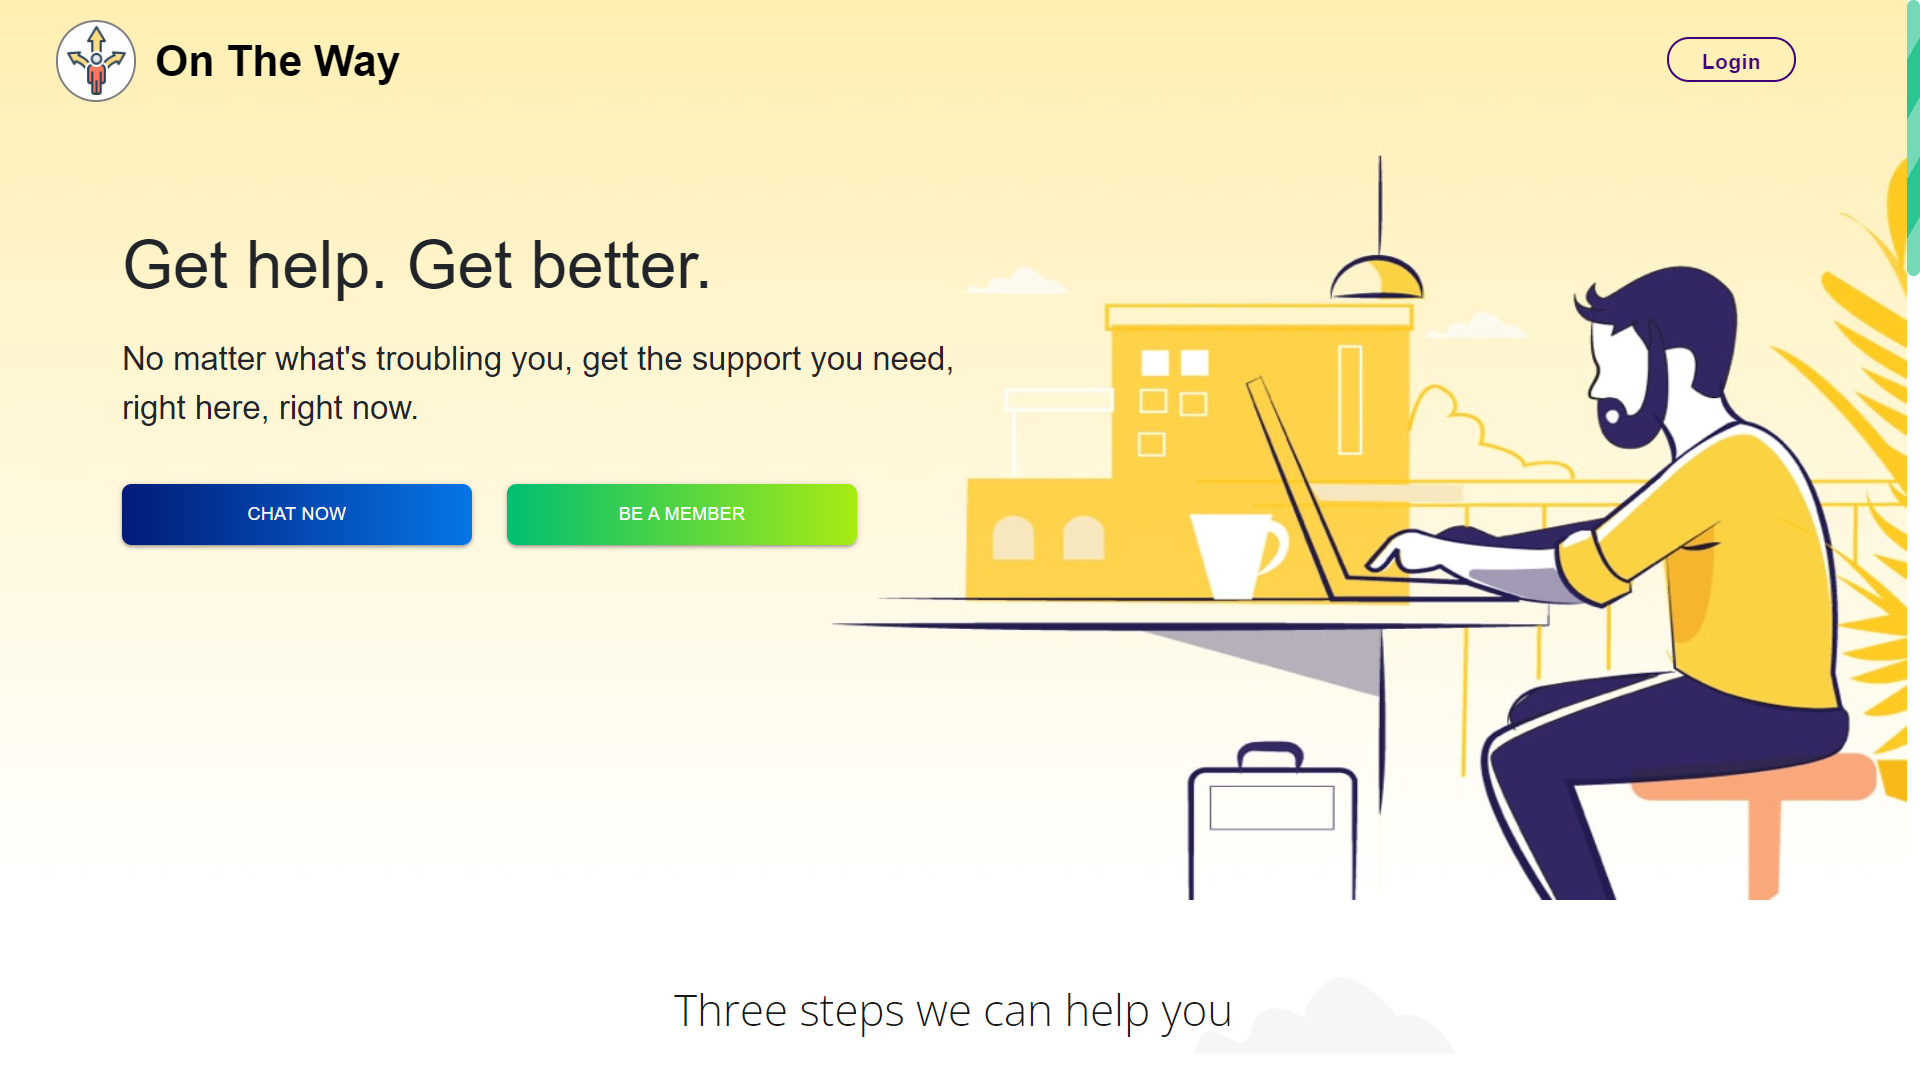 On The Way
Login
Get help. Get better.
No matter what's troubling you, get the support you need,
right here, right now.
CHAT NOW
BE A MEMBER
Three steps we can help you